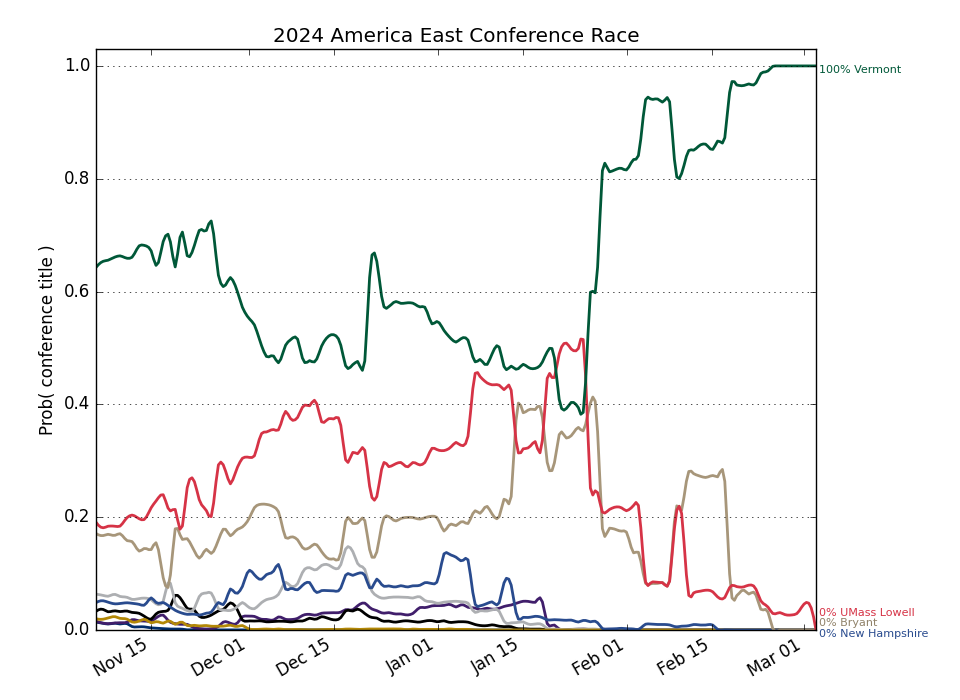 2024 America East Conference Race
Prob( conference title )
1.0
0.8
0.6
0.4
0.2
0.0
100% Vermont
0% UMass Lowell
0% Bryant
0% New Hampshire
Nov 15
Dec 01
Dec 15
Jan 01
Jan 15
Feb 01
Feb 15
Mar 01